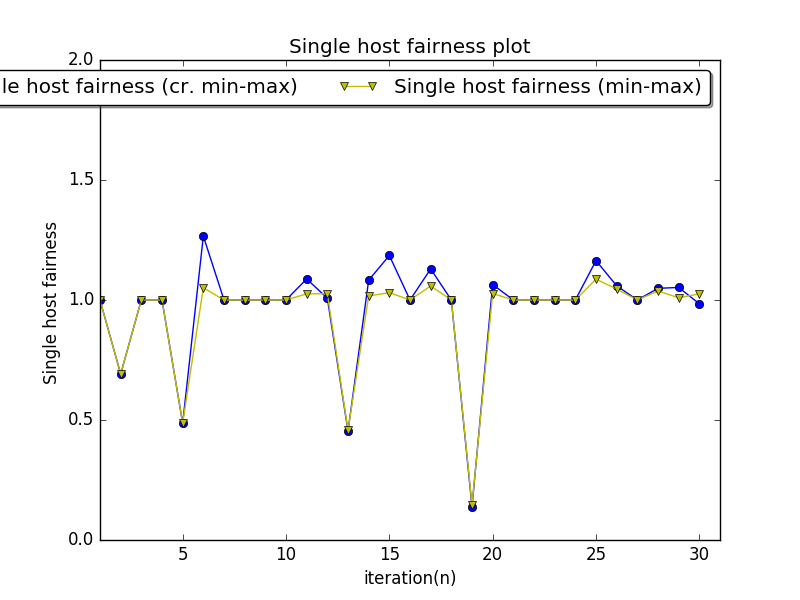 Single host fairness plot
le host fairness (cr. min-max) Single host fairness (min-max)
2.0
1.5
1.0
0.5
0.0
Single host fairness
5 10 15 20 25 30
iteration(n)